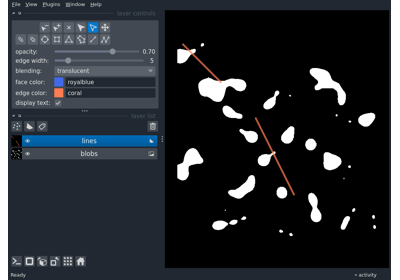 File View Plugins Window Help
layer controls
opacity: 0.70
edge width: 5
blending: translucent
face color: royalblue
edge color: coral
display text:
layer list
lines
blobs
Ready
activity